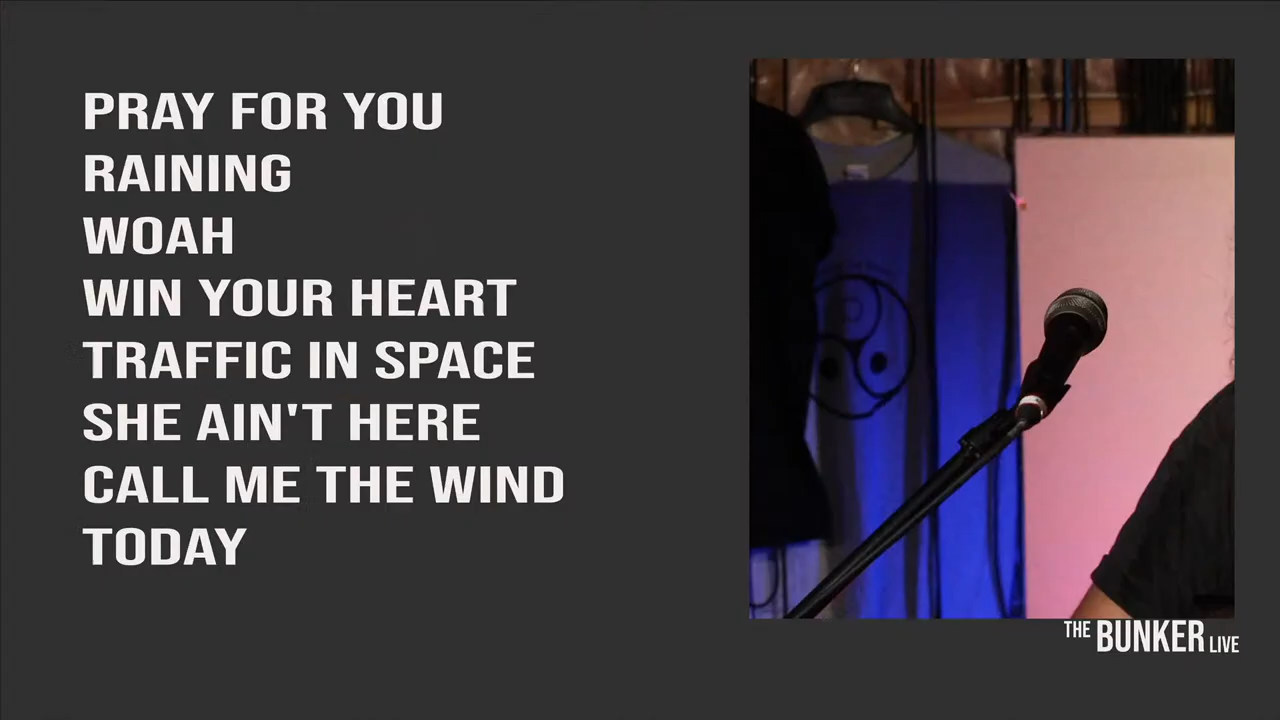 PRAY FOR YOU
RAINING
WOAH
WIN YOUR HEART
TRAFFIC IN SPACE
SHE AIN'T HERE
CALL ME THE WIND
TODAY
THE BUNKER LIVE